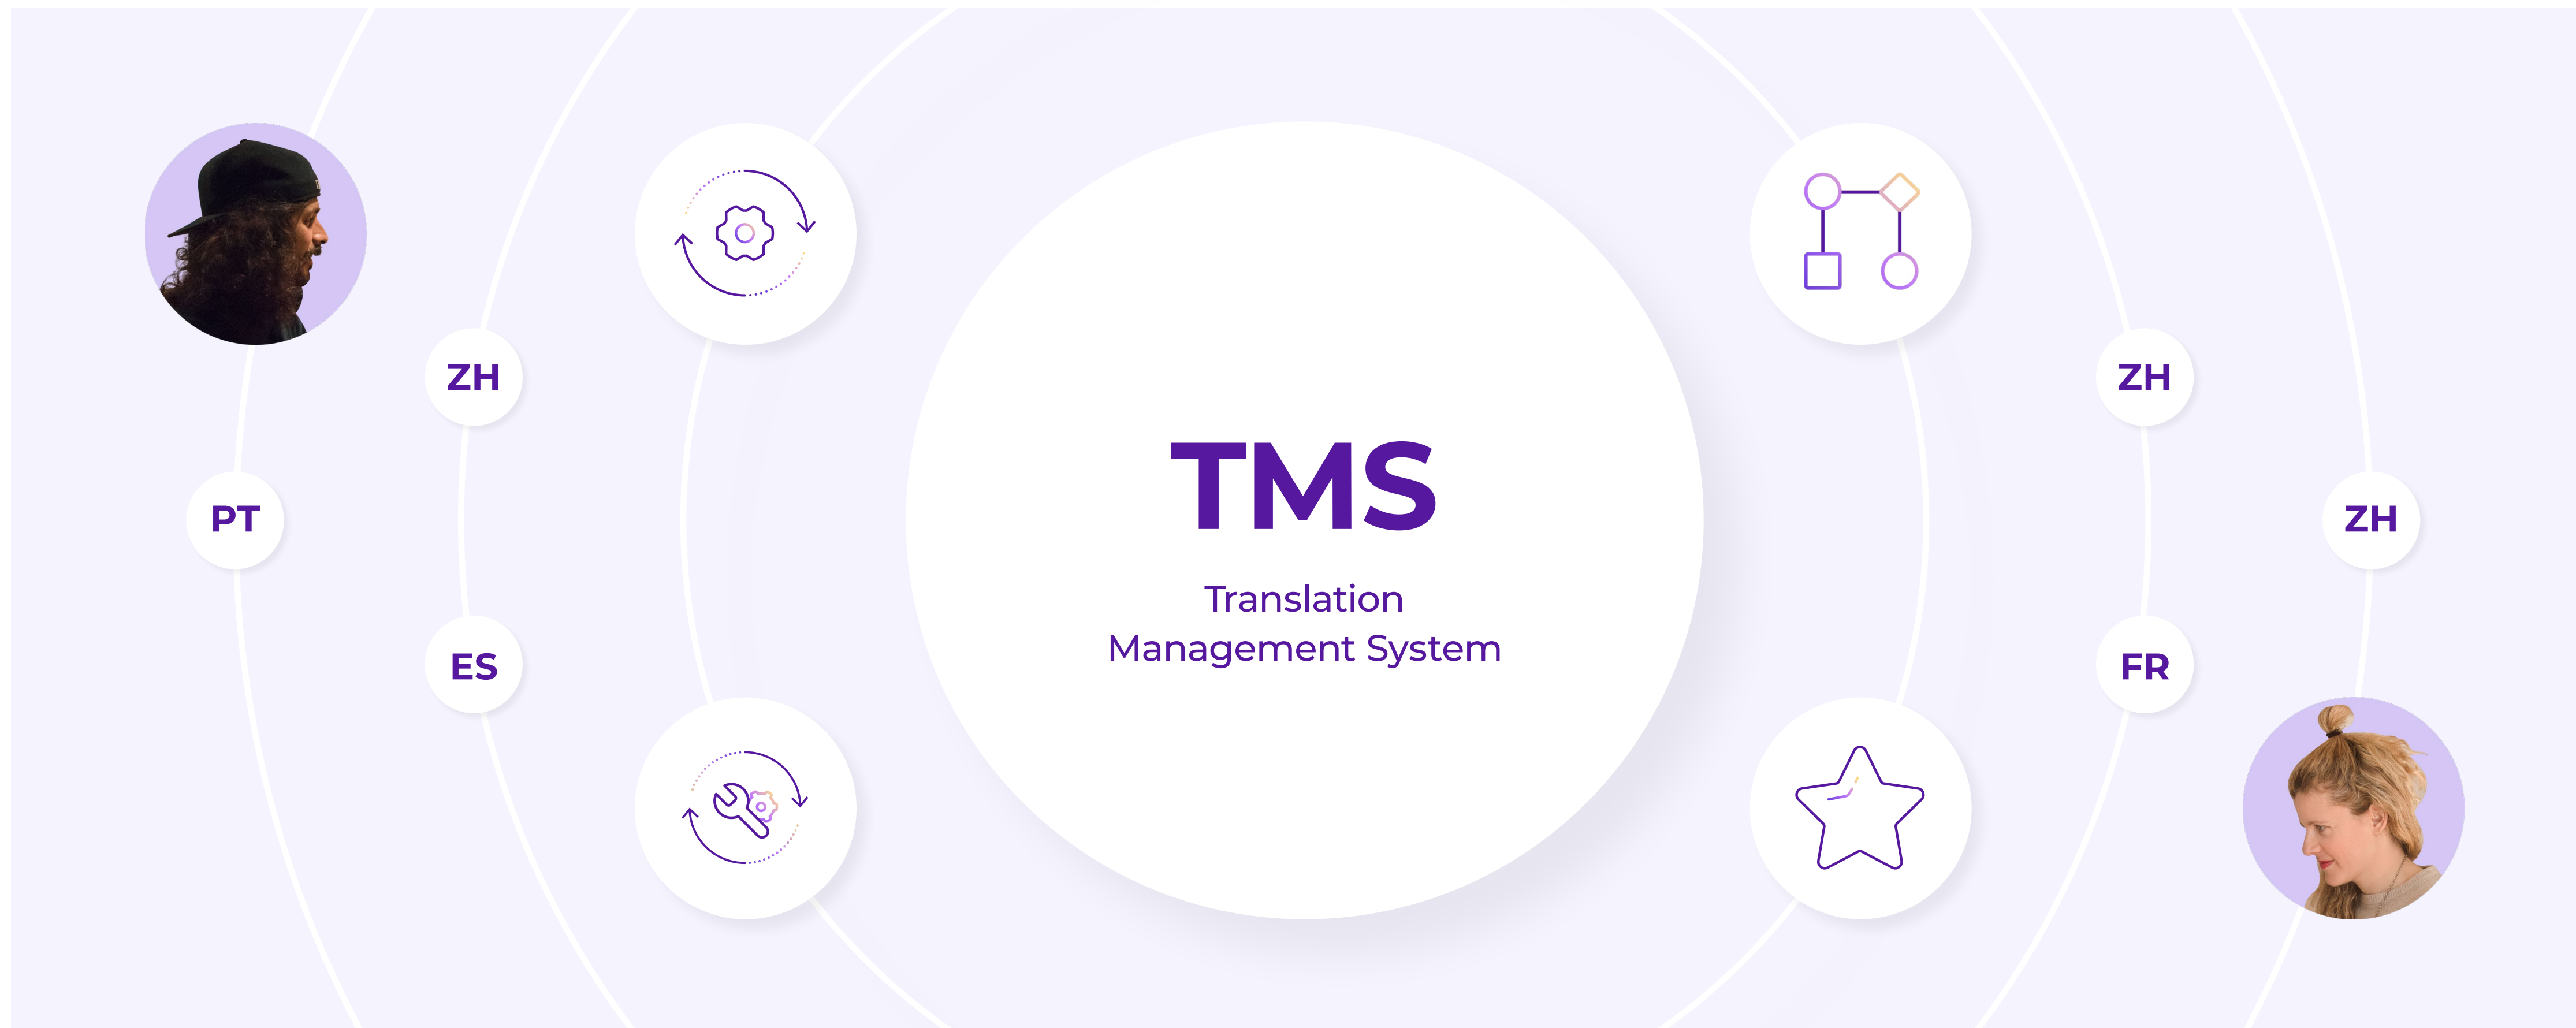 ZH
ZH
TMS
PT
ZH
Translation
Management System
ES
FR